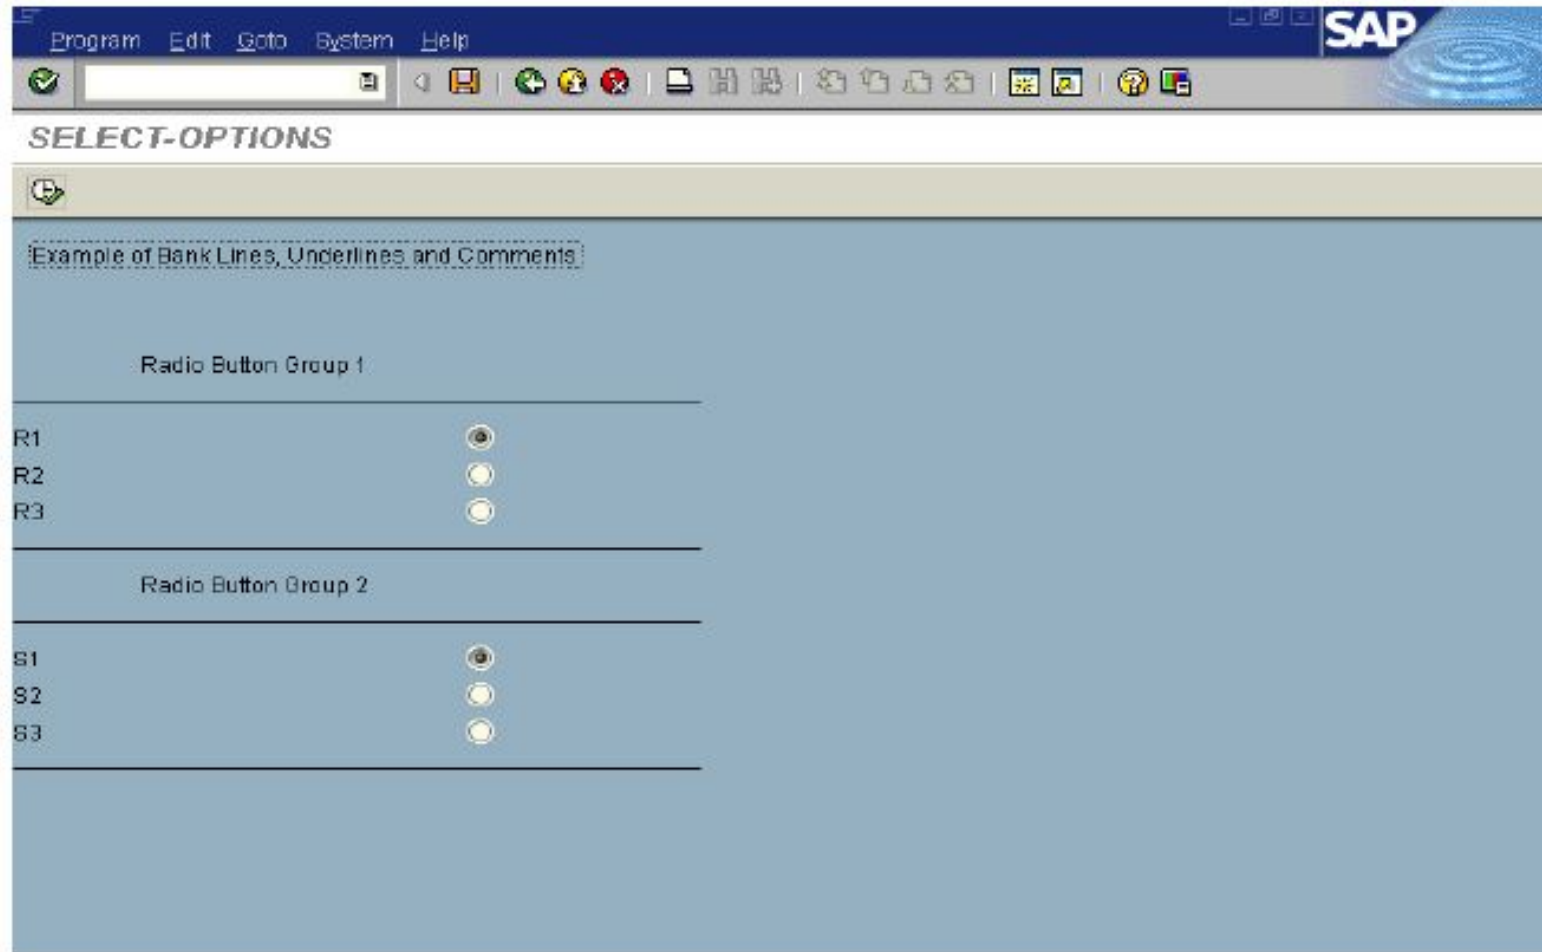 Program Edit Goto System Help
SAP
SELECT-OPTIONS
Example of Bank Lines, Underlines and Comments
Radio Button Group 1
R1
R2
R3
Radio Button Group 2
S1
S2
S3